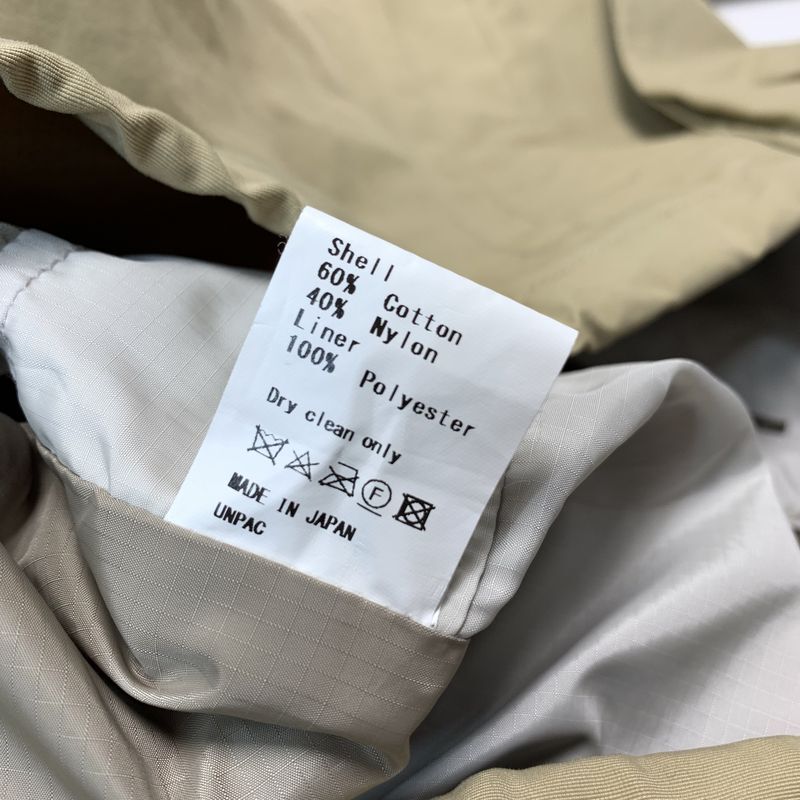 Shell
60% Cotton
40% Nylon
Liner
100% Polyester
Dry clean only
F
MADE IN JAPAN
UNPAC